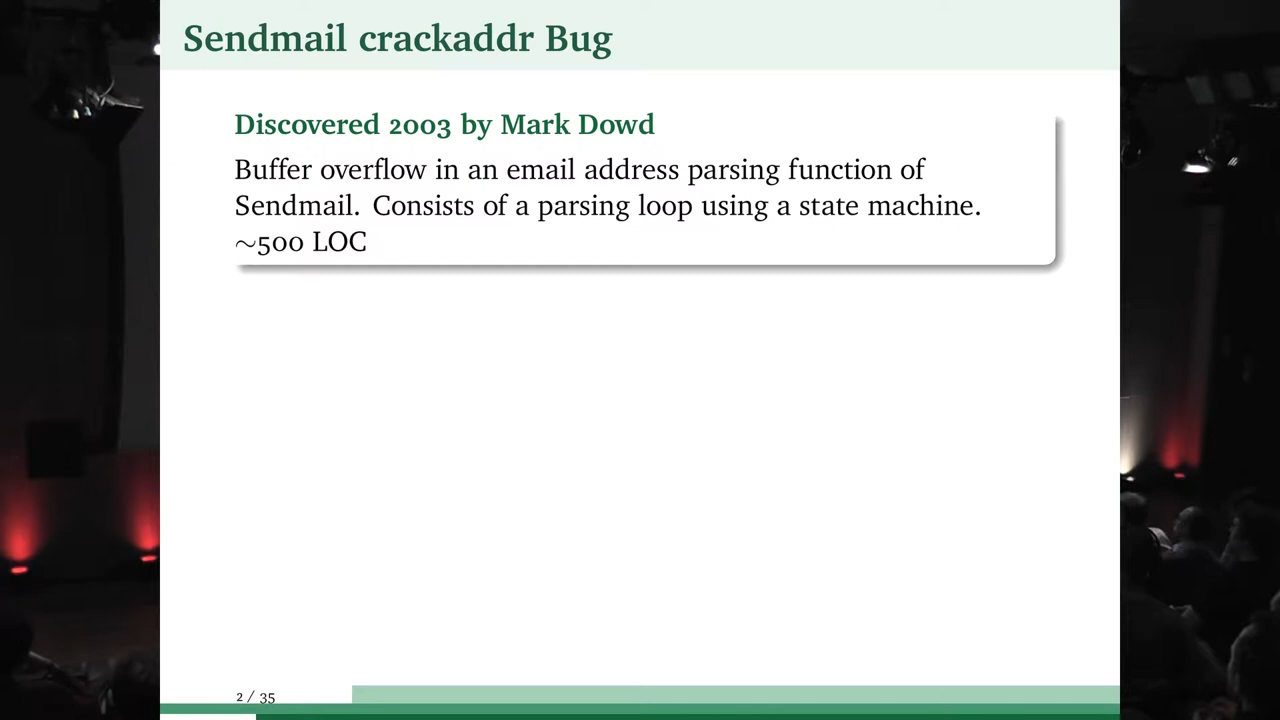 Sendmail crackaddr Bug
Discovered 2003 by Mark Dowd
Buffer overflow in an email address parsing function of
Sendmail. Consists of a parsing loop using a state machine.
~500 LOC
2 / 35